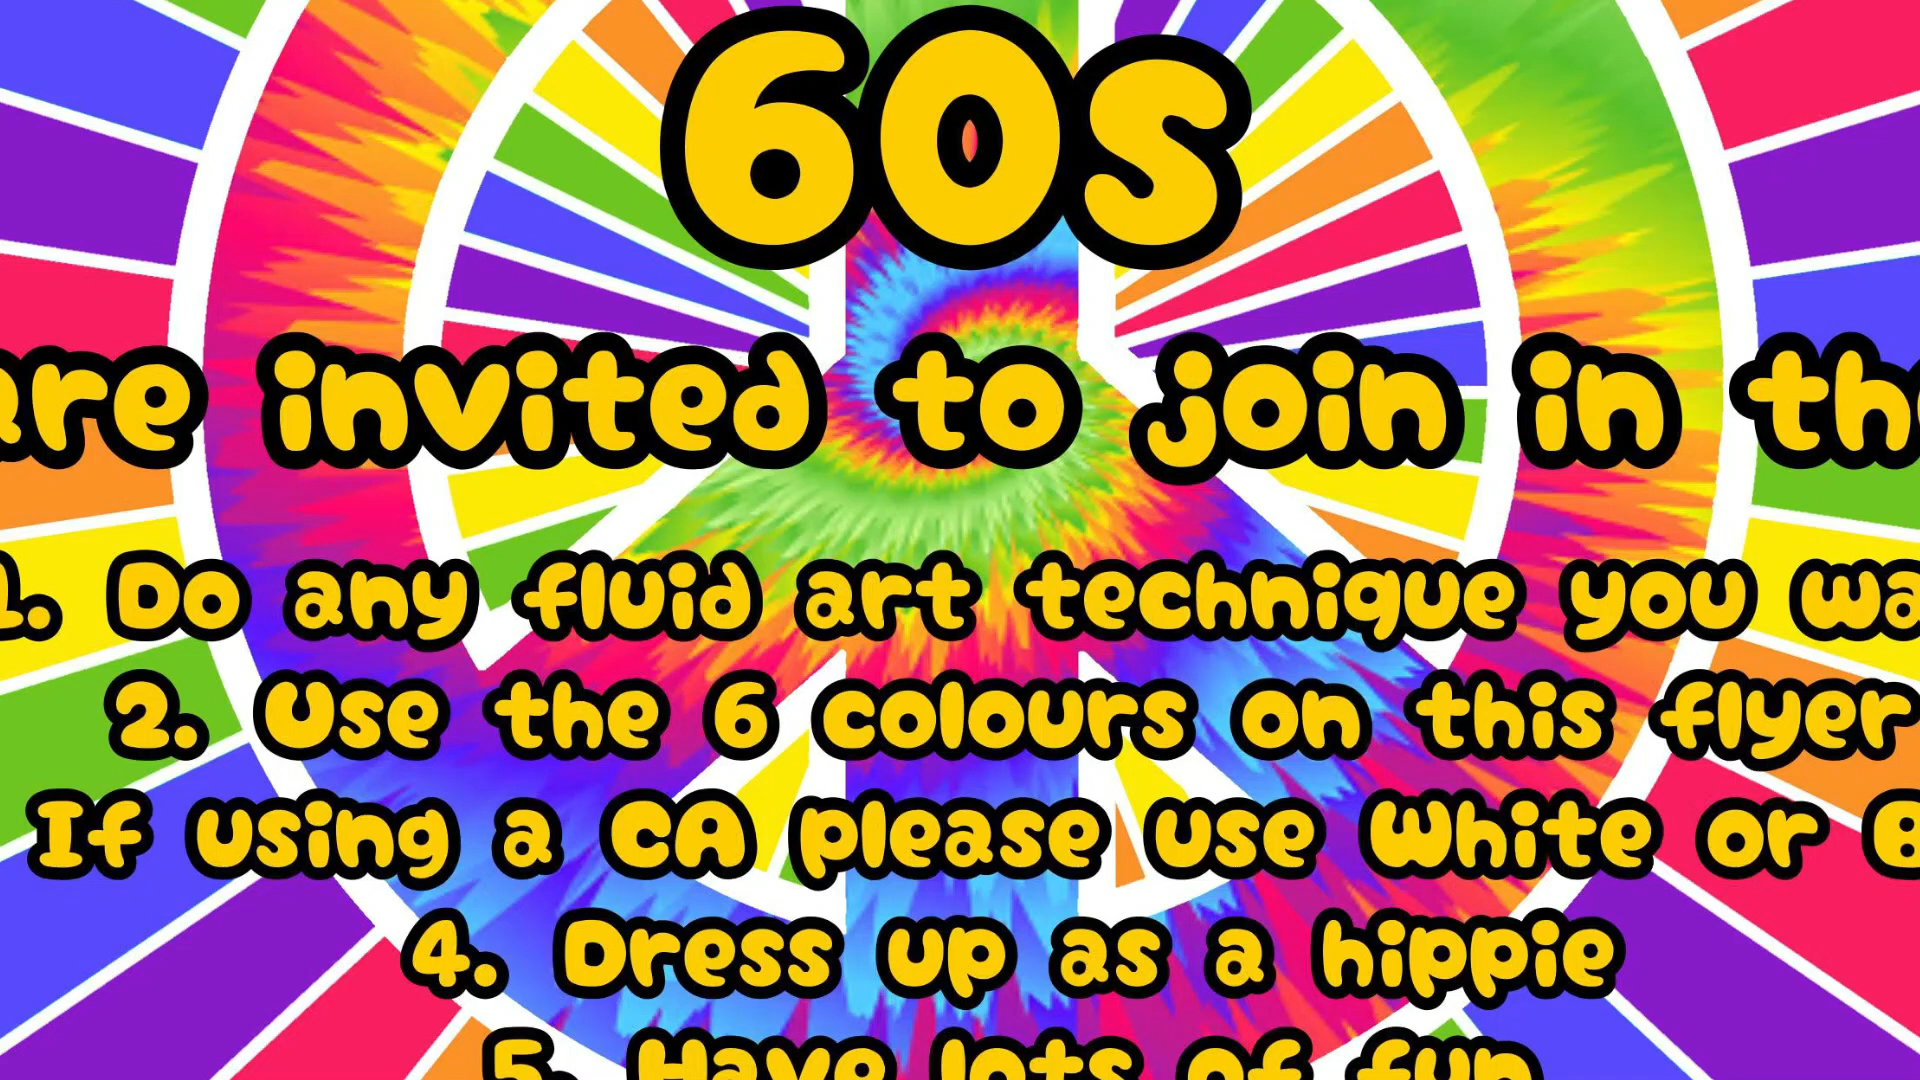 60s
are invited to join in
1. Do any fluid art technique you
2. Use the 6 colours on this flyer
If using a CA please use White or
4. Dress up as a hippie
5. Have lots of fun